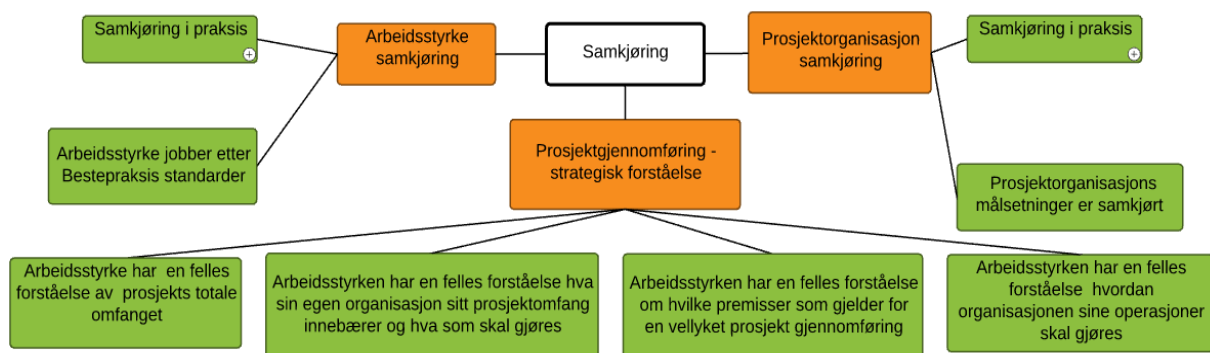 Samkjøring i praksis
Arbeidsstyrke
samkjøring
Samkjøring
Prosjektorganisasjon
samkjøring
Samkjøring i praksis
Arbeidsstyrke jobber etter
Bestepraksis standarder
Prosjektgjennomføring -
strategisk forståelse
Prosjektorganisasjons
målsetninger er samkjørt
Arbeidsstyrke har en felles
forståelse av prosjekts totale
omfanget
Arbeidsstyrken har en felles forståelse hva
sin egen organisasjon sitt prosjektomfang
innebærer og hva som skal gjøres
Arbeidsstyrken har en felles forståelse
om hvilke premisser som gjelder for
en vellyket prosjekt gjennomføring
Arbeidsstyrken har en felles
forståelse hvordan
organisasjonen sine operasjoner
skal gjøres